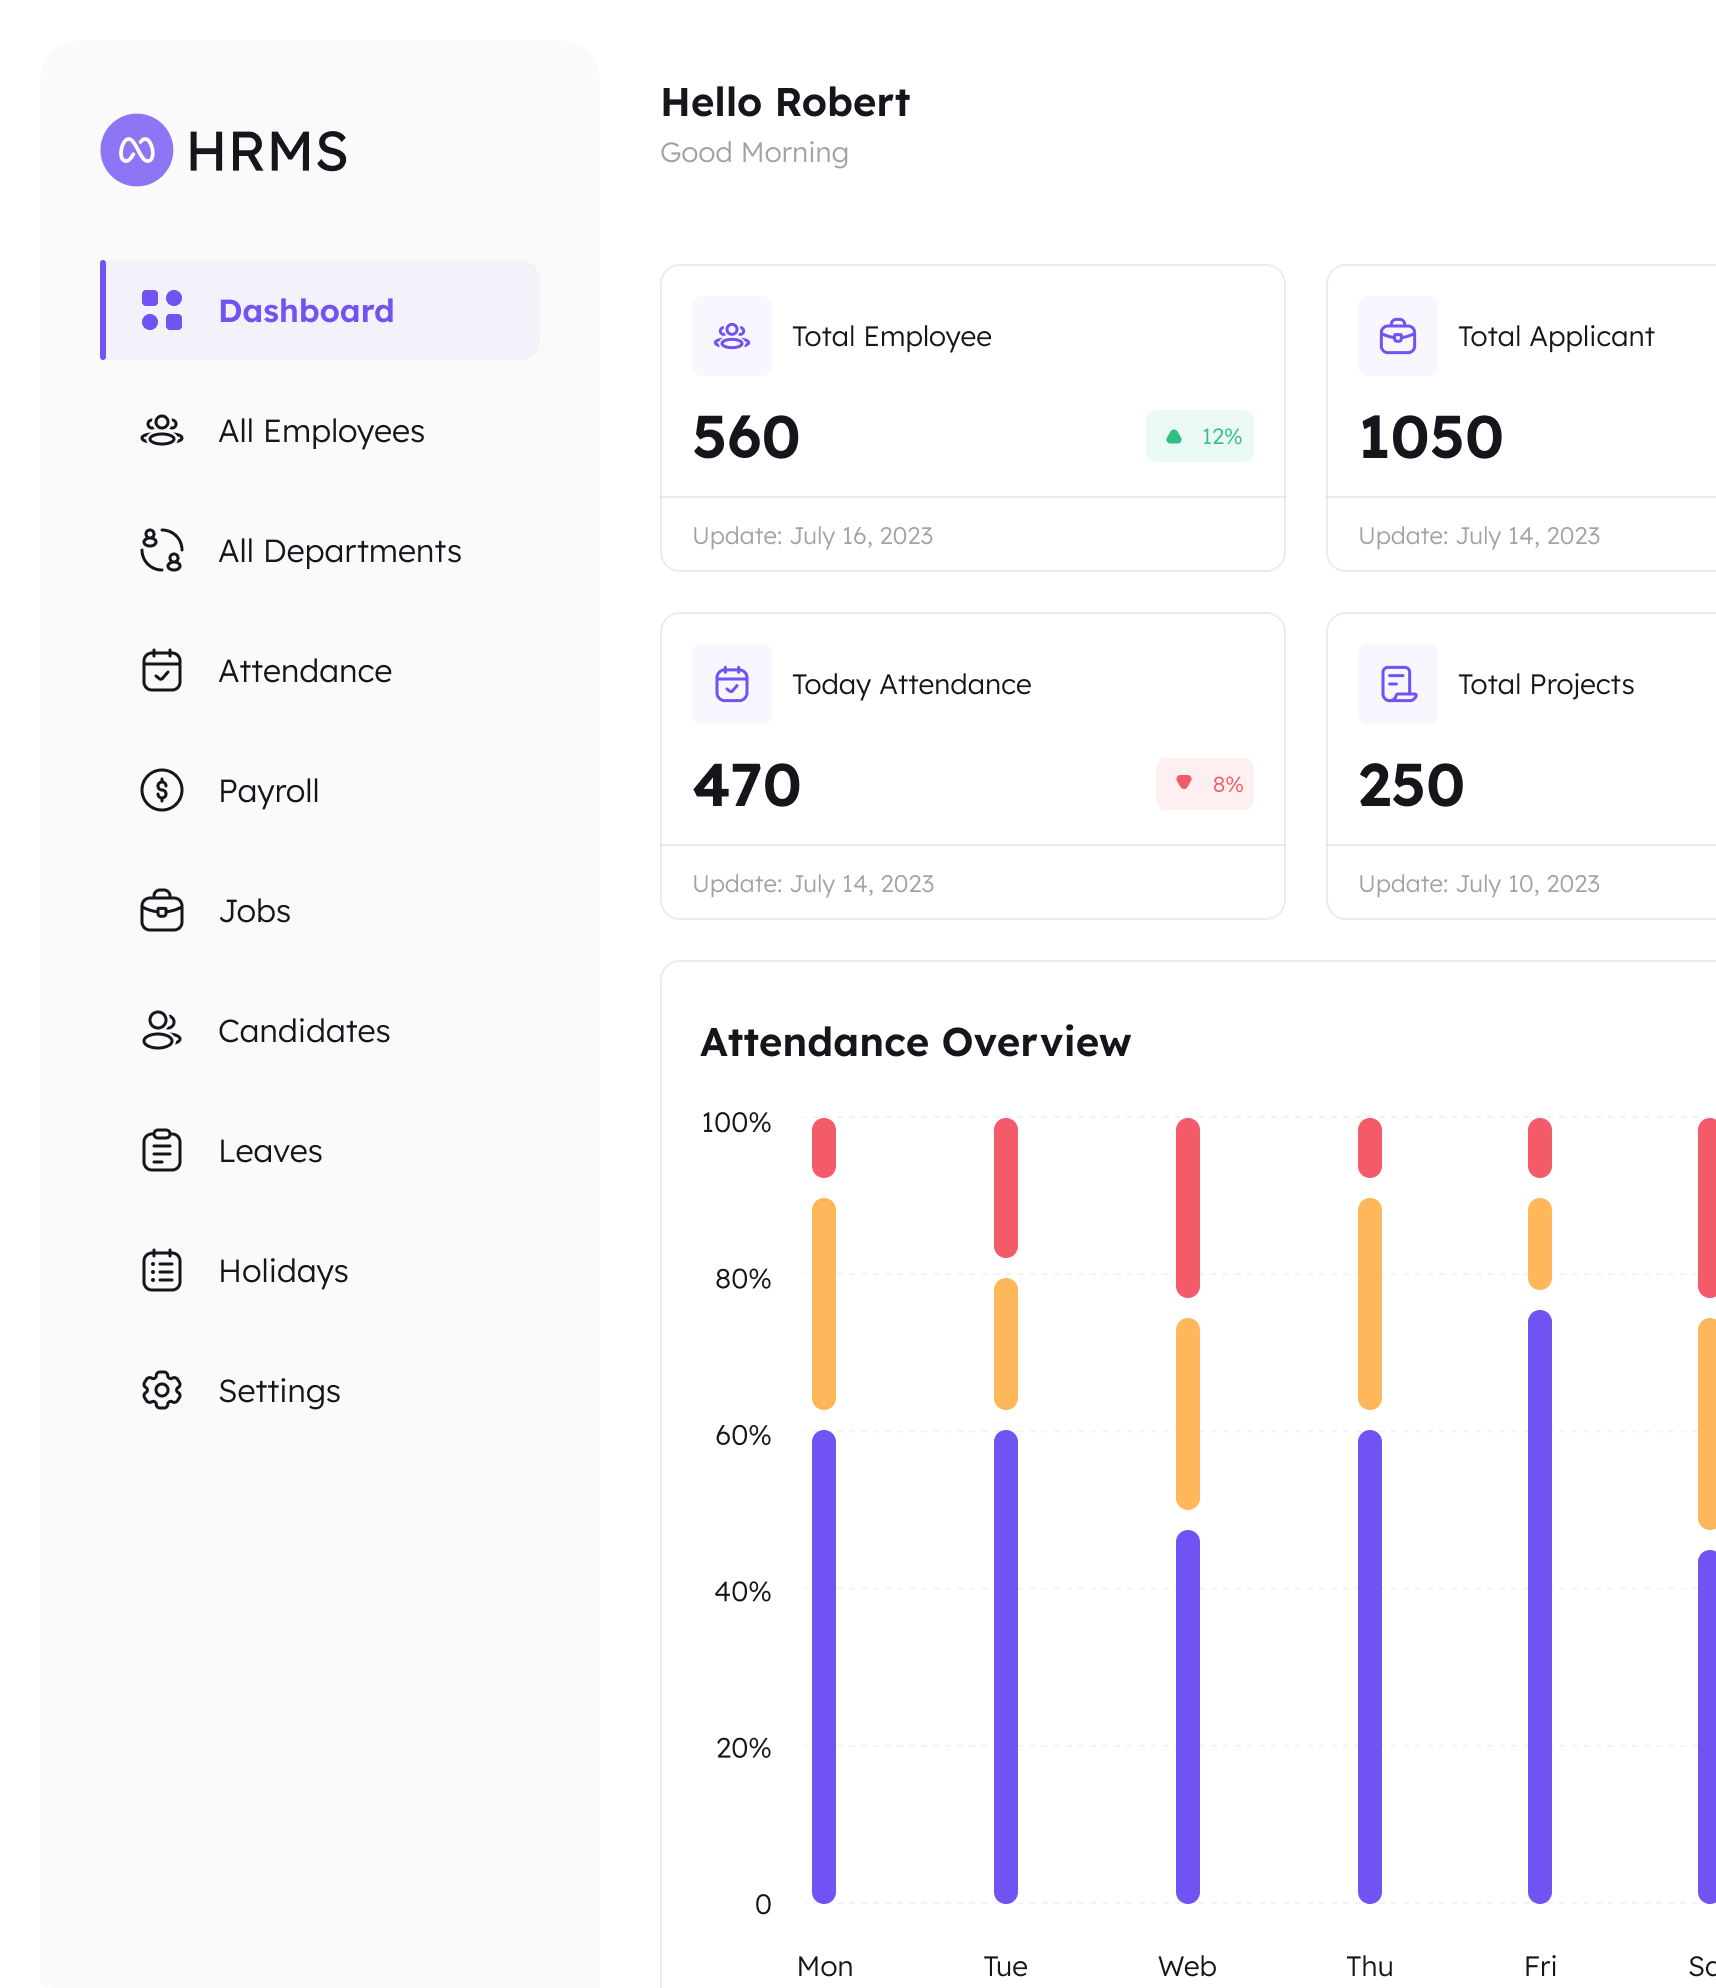 HRMS
Dashboard
All Employees
All Departments
Attendance
Payroll
Jobs
Candidates
Leaves
Holidays
Settings
Hello Robert
Good Morning
Total Employee
560
12%
Update: July 16, 2023
Total Applicant
1050
Update: July 14, 2023
Today Attendance
470
8%
Update: July 14, 2023
Total Projects
250
Update: July 10, 2023
Attendance Overview
100%
80%
60%
40%
20%
0
Mon Tue Web Thu Fri